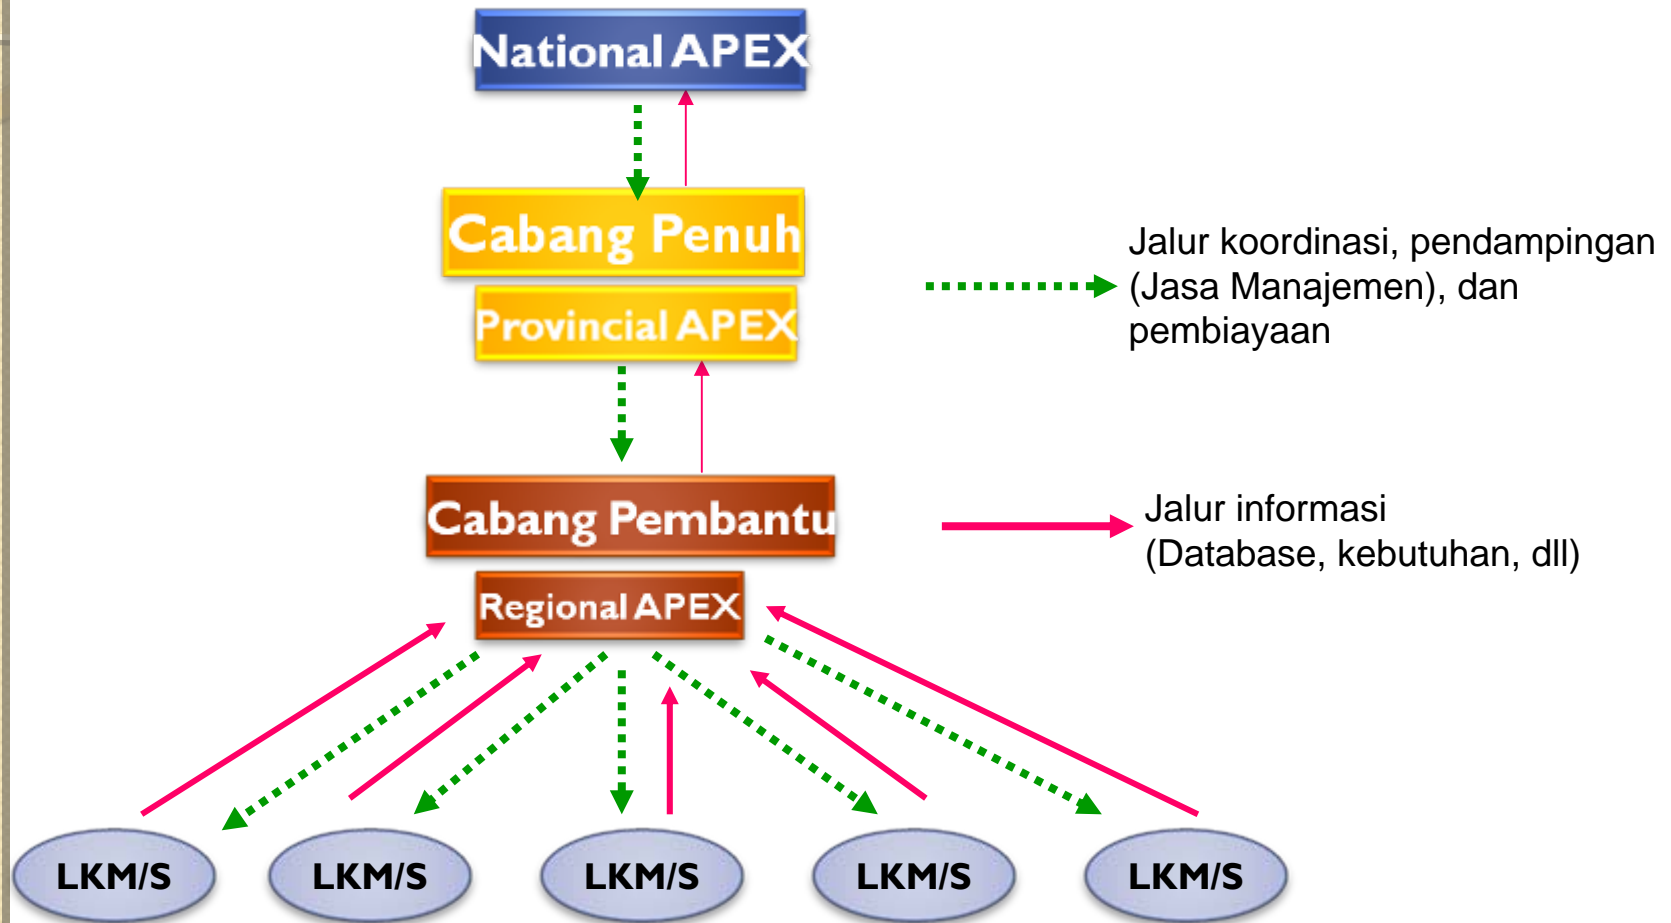 National APEX
Cabang Penuh
Provincial APEX
Jalur koordinasi, pendampingan
(Jasa Manajemen), dan
pembiayaan
Cabang Pembantu
Regional APEX
Jalur informasi
(Database, kebutuhan, dll)
LKM/S
LKM/S
LKM/S
LKM/S
LKM/S